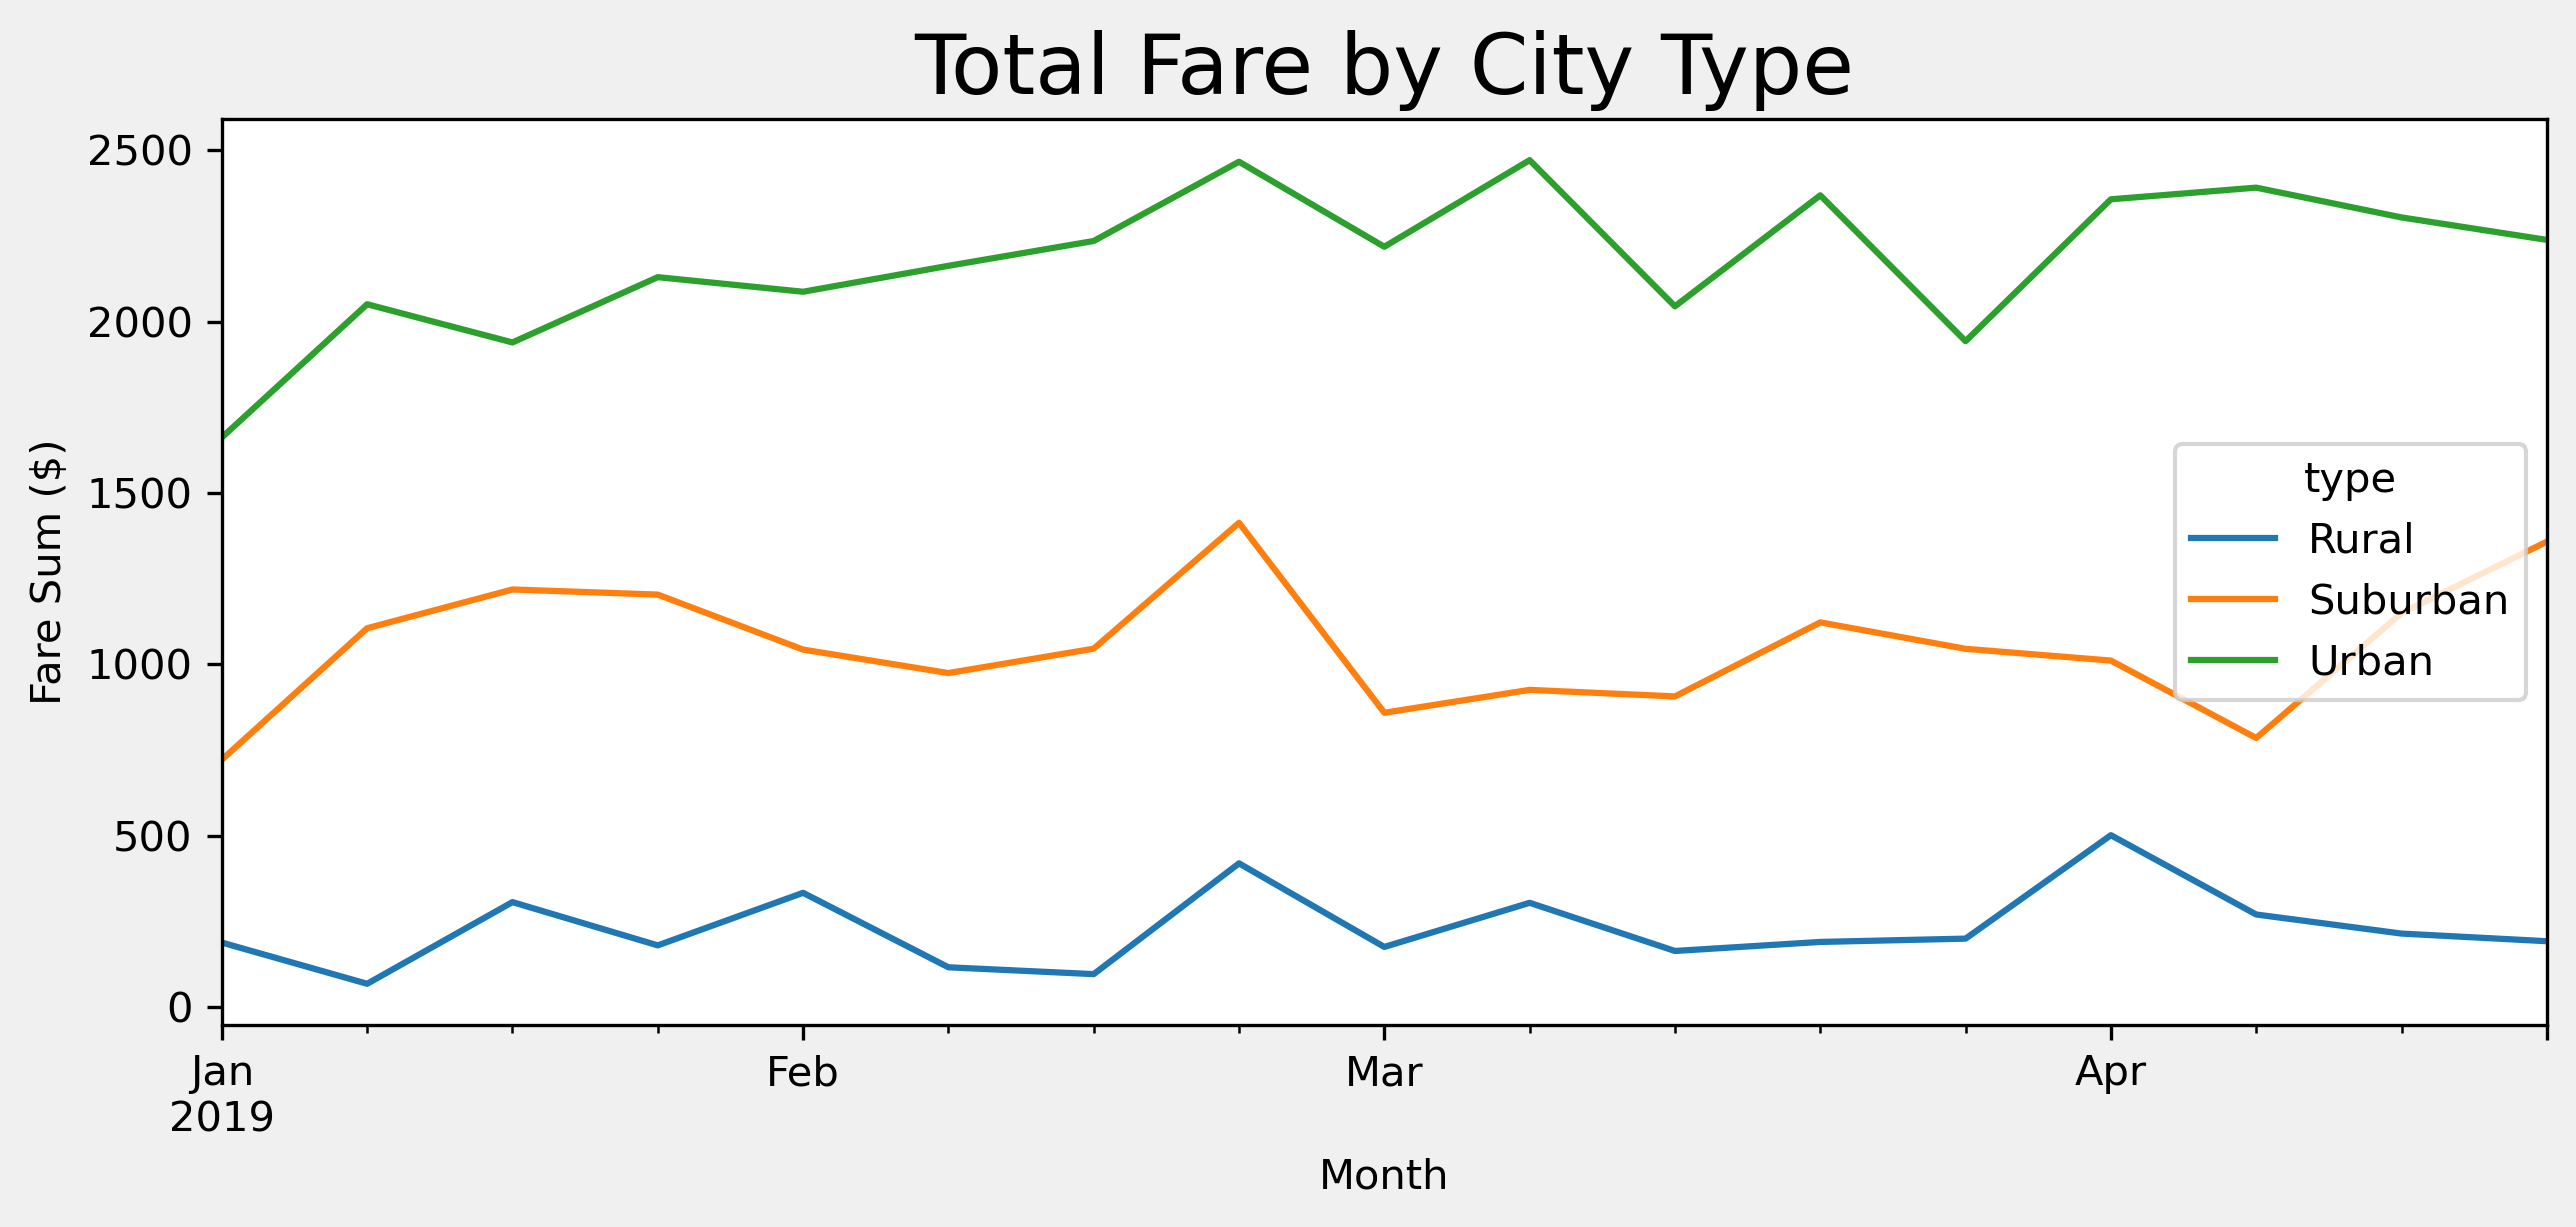 Total Fare by City Type
Fare Sum ($)
2500
2000
1500
1000
500
0
type
Rural
Suburban
Urban
Jan
2019
Feb
Mar
Apr
Month